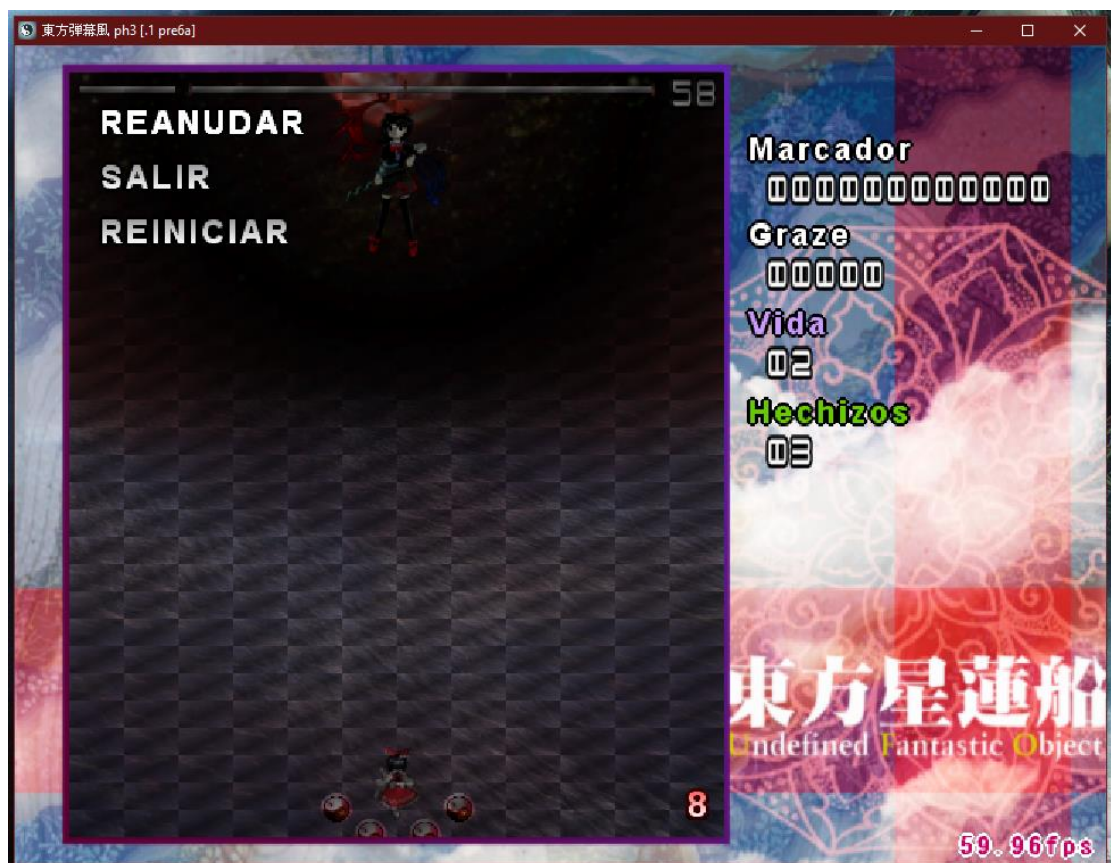 東方弾幕風 ph3 [.1 pre6a]
58
REANUDAR
SALIR
REINICIAR
Marcador
000000000000
Graze
00000
Vida
02
Hechizos
03
8
東方星蓮船
Undefined Fantastic Object
59.96fps